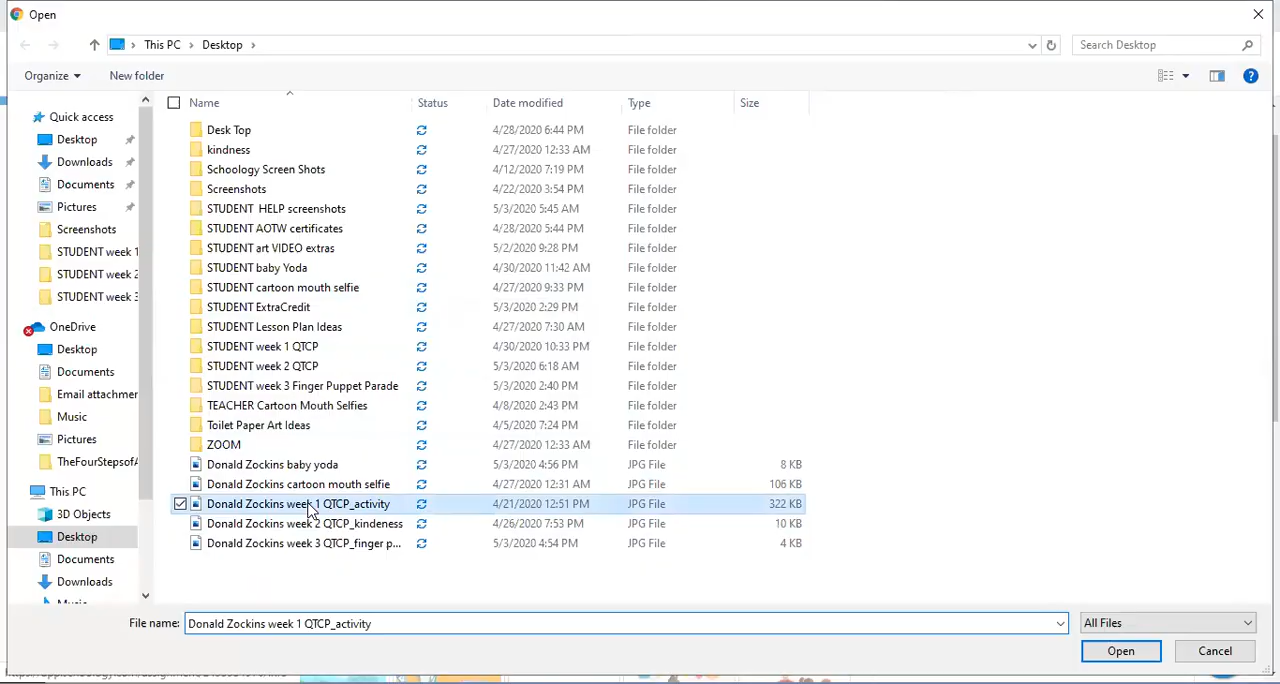 Open
This PC > Desktop >
Search Desktop
Organize
New folder
Name Status Date modified Type Size
Quick access
Desktop
Downloads
Documents
Pictures
Screenshots
STUDENT week 1
STUDENT week 2
STUDENT week 3
OneDrive
Desktop
Documents
Email attachmen
Music
Pictures
TheFourStepsofA
This PC
3D Objects
Desktop
Documents
Downloads
Music
Desk Top 4/28/2020 6:44 PM File folder
kindness 4/27/2020 12:33 AM File folder
Schoology Screen Shots 4/12/2020 7:19 PM File folder
Screenshots 4/22/2020 3:54 PM File folder
STUDENT HELP screenshots 5/3/2020 5:45 AM File folder
STUDENT AOTW certificates 4/28/2020 5:44 PM File folder
STUDENT art VIDEO extras 5/2/2020 9:28 PM File folder
STUDENT baby Yoda 4/30/2020 11:42 AM File folder
STUDENT cartoon mouth selfie 4/27/2020 9:33 PM File folder
STUDENT ExtraCredit 5/3/2020 2:29 PM File folder
STUDENT Lesson Plan Ideas 4/27/2020 7:30 AM File folder
STUDENT week 1 QTCP 4/30/2020 10:33 PM File folder
STUDENT week 2 QTCP 5/3/2020 6:18 AM File folder
STUDENT week 3 Finger Puppet Parade 5/3/2020 2:40 PM File folder
TEACHER Cartoon Mouth Selfies 4/8/2020 2:43 PM File folder
Toilet Paper Art Ideas 4/5/2020 7:24 PM File folder
ZOOM 4/27/2020 12:33 AM File folder
Donald Zockins baby yoda 5/3/2020 4:56 PM JPG File 8 KB
Donald Zockins cartoon mouth selfie 4/27/2020 12:31 AM JPG File 106 KB
Donald Zockins week 1 QTCP_activity 4/21/2020 12:51 PM JPG File 322 KB
Donald Zockins week 2 QTCP_kindeness 4/26/2020 7:53 PM JPG File 10 KB
Donald Zockins week 3 QTCP_finger p... 5/3/2020 4:54 PM JPG File 4 KB
File name: Donald Zockins week 1 QTCP_activity
All Files
Open
Cancel